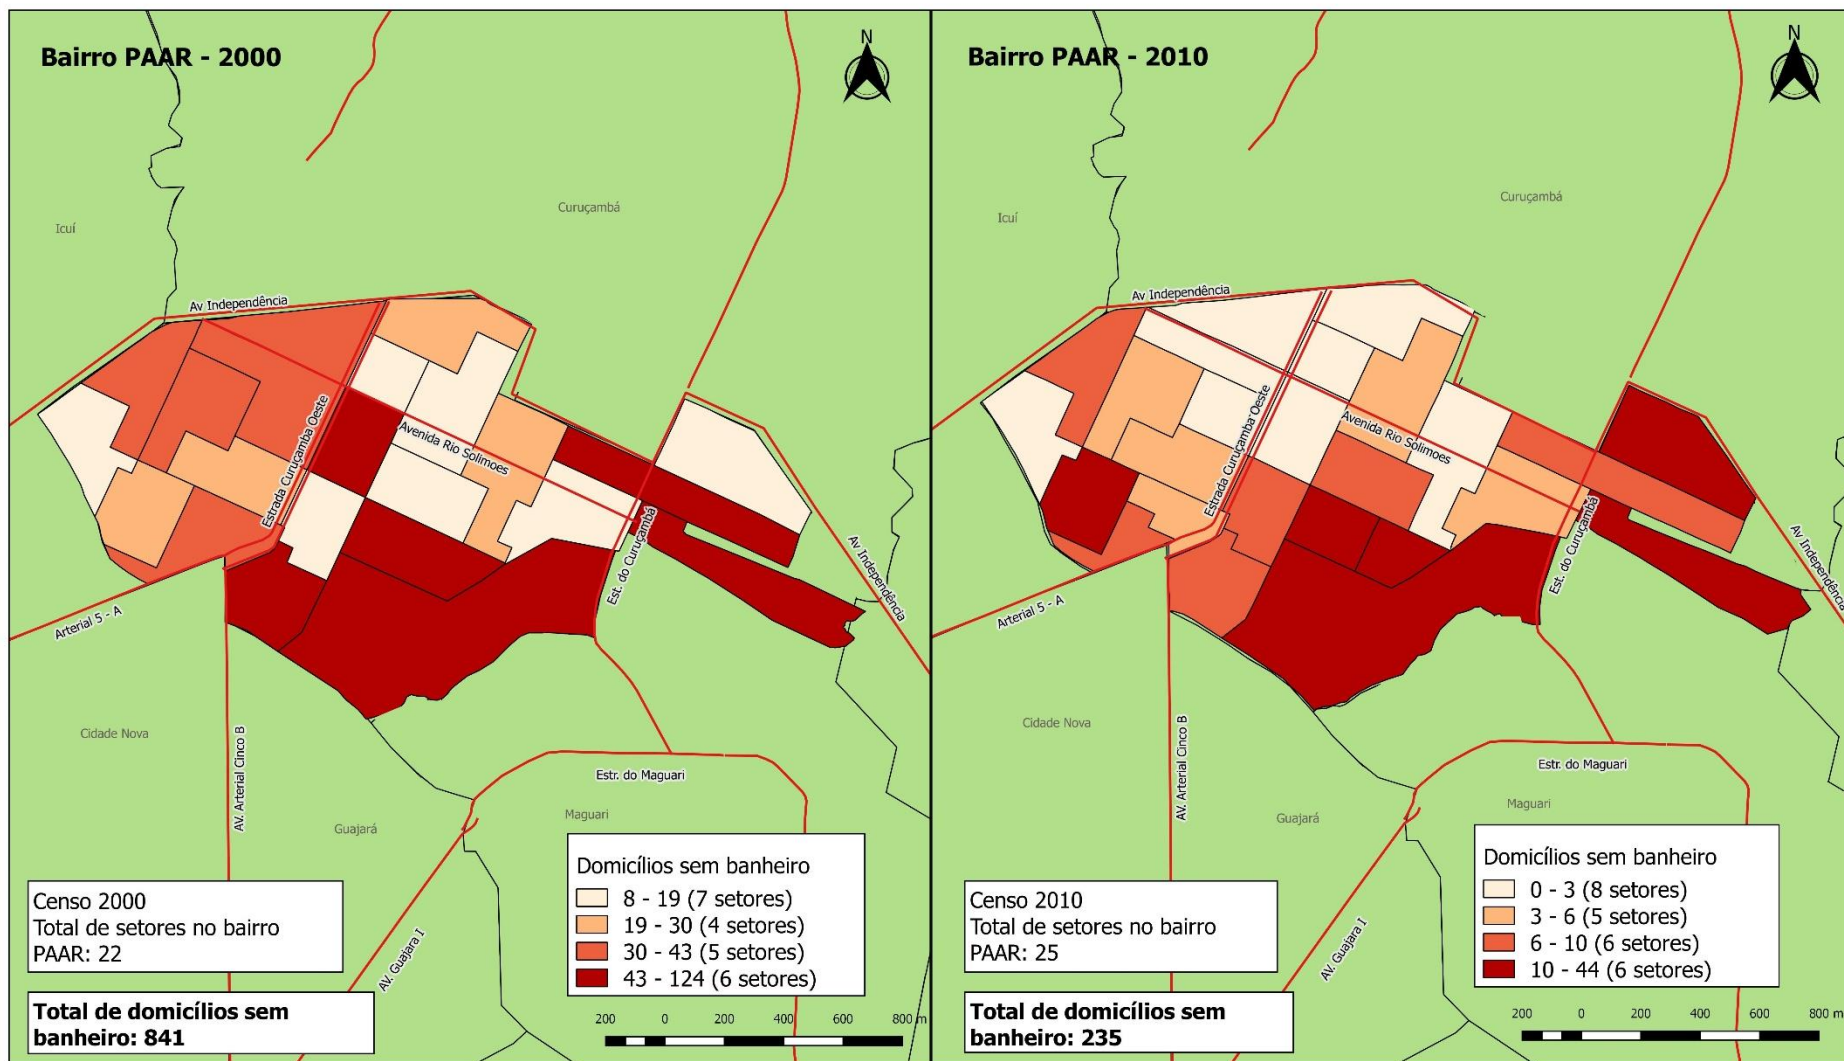 Bairro PAAR - 2000
N
Icuí
Curuçambá
Av Independência
Estrada Curuçamba Oeste
Avenida Rio Solimoes
Est. do Curuçambá
Av Independência
Arterial 5 - A
Cidade Nova
AV. Arterial Cinco B
Estr. do Maguari
Guajará
Maguari
AV. Guajara I
Domicílios sem banheiro
8 - 19 (7 setores)
19 - 30 (4 setores)
30 - 43 (5 setores)
43 - 124 (6 setores)
Censo 2000
Total de setores no bairro
PAAR: 22
Total de domicílios sem
banheiro: 841
200 0 200 400 600 800 m
Bairro PAAR - 2010
N
Icuí
Curuçambá
Av Independência
Estrada Curuçamba Oeste
Avenida Rio Solimoes
Est. do Curuçambá
Av Independência
Arterial 5 - A
Cidade Nova
AV. Arterial Cinco B
Estr. do Maguari
Guajará
Maguari
AV. Guajara I
Domicílios sem banheiro
0 - 3 (8 setores)
3 - 6 (5 setores)
6 - 10 (6 setores)
10 - 44 (6 setores)
Censo 2010
Total de setores no bairro
PAAR: 25
Total de domicílios sem
banheiro: 235
200 0 200 400 600 800 m